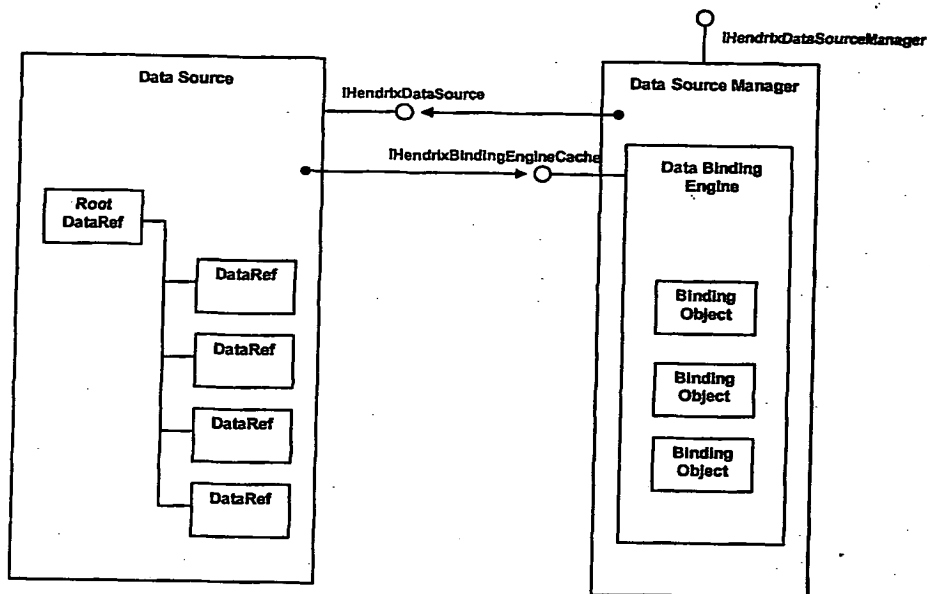 IHendrixDataSourceManager
Data Source
IHendrixDataSource
Data Source Manager
IHendrixBindingEngineCache
Data Binding
Engine
Root
DataRef
DataRef
DataRef
DataRef
DataRef
Binding
Object
Binding
Object
Binding
Object